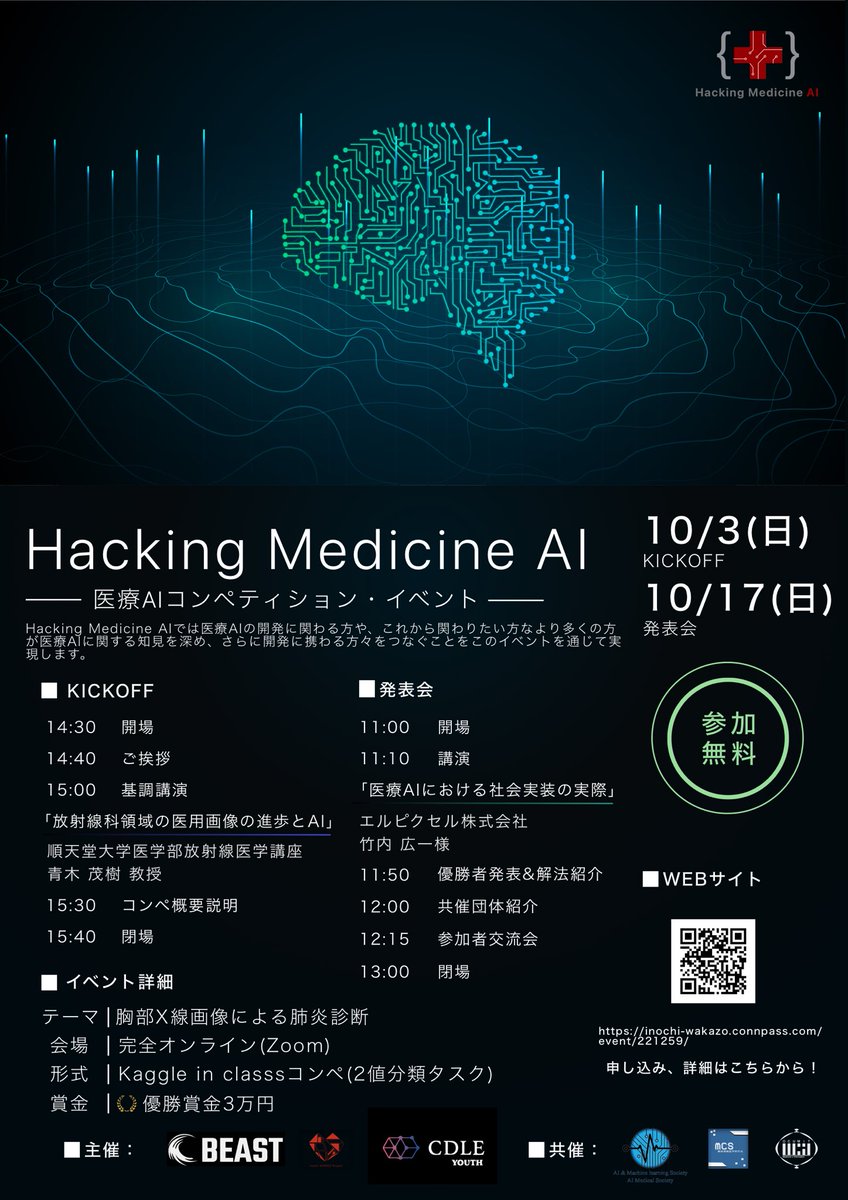 Hacking Medicine AI
Hacking Medicine AI
医療AIコンペティション・イベント
Hacking Medicine AIでは医療AIの開発に関わる方や、これから関わりたい方なより多くの方
が医療AIに関する知見を深め、さらに開発に携わる方々をつなぐことをこのイベントを通じて実
現します。
10/3(日)
KICKOFF
10/17(日)
発表会
参加
無料
■ KICKOFF
14:30 開場
14:40 ご挨拶
15:00 基調講演
「放射線科領域の医用画像の進歩とAI」
順天堂大学医学部放射線医学講座
青木 茂樹 教授
15:30 コンペ概要説明
15:40 閉場
■発表会
11:00 開場
11:10 講演
「医療AIにおける社会実装の実際」
エルピクセル株式会社
竹内 広一様
11:50 優勝者発表&解法紹介
12:00 共催団体紹介
12:15 参加者交流会
13:00 閉場
■WEBサイト
https://inochi-wakazo.connpass.com/
event/221259/
申し込み、詳細はこちらから！
■ イベント詳細
テーマ|胸部X線画像による肺炎診断
会場|完全オンライン(Zoom)
形式|Kaggle in classsコンペ(2値分類タスク)
賞金|優勝賞金3万円
■主催：
BEAST
CDLE
YOUTH
■共催：
AI & Machine learning Society
AI Medical Society
MCS